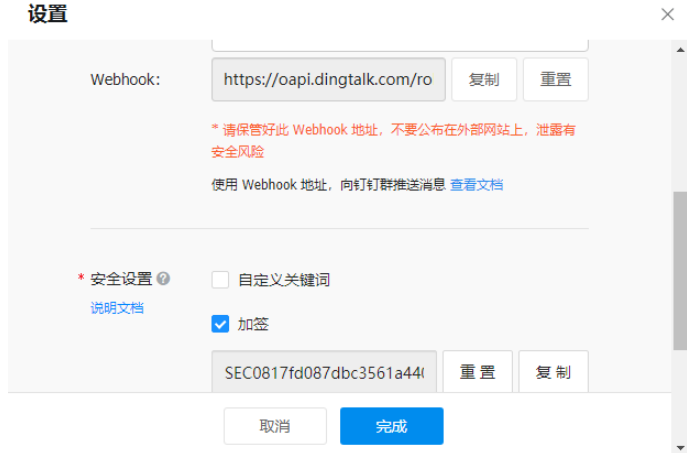 设置
Webhook:
https://oapi.dingtalk.com/ro
复制
重置
* 请保管好此 Webhook 地址，不要公布在外部网站上，泄露有
安全风险
使用 Webhook 地址，向钉钉群推送消息 查看文档
* 安全设置
自定义关键词
说明文档
加签
SEC0817fd087dbc3561a44
重置
复制
取消
完成